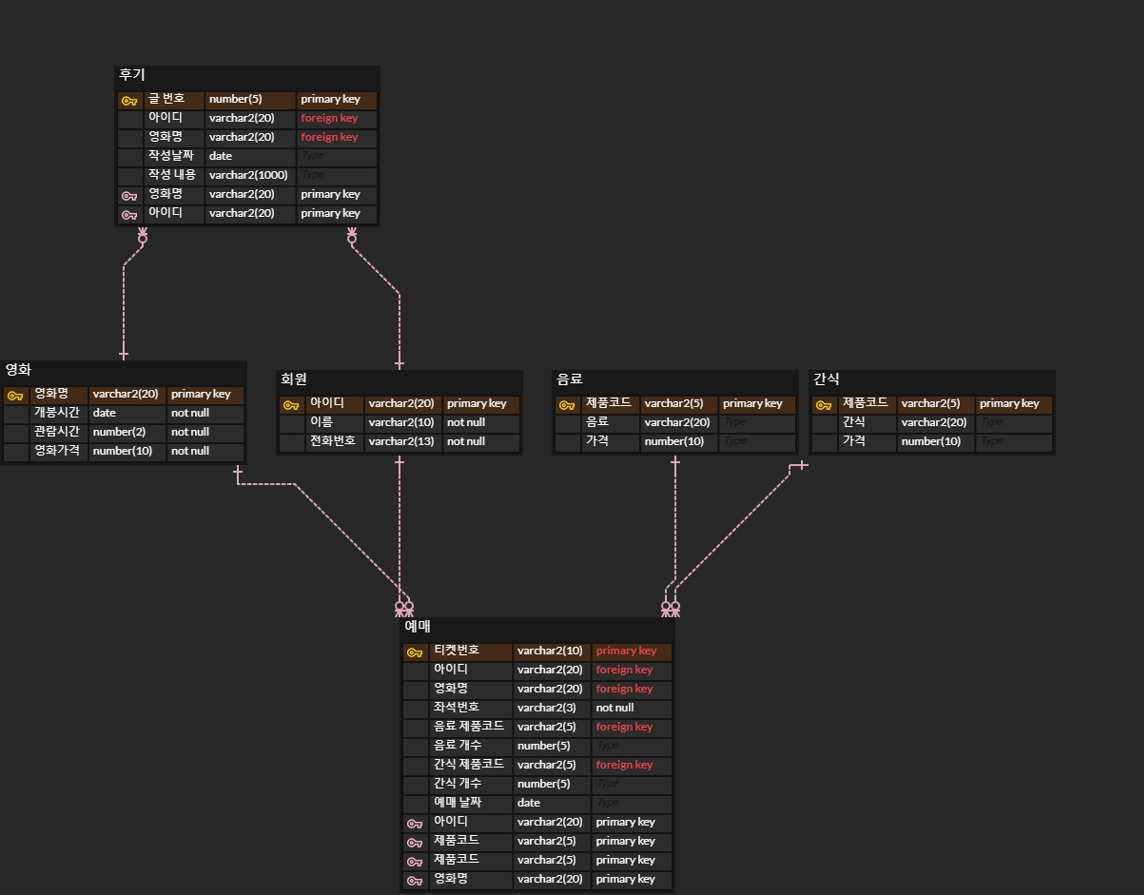 후기
글 번호 number(5) primary key
아이디 varchar2(20) foreign key
영화명 varchar2(20) foreign key
작성날짜 date Type
작성 내용 varchar2(1000) Type
영화명 varchar2(20) primary key
아이디 varchar2(20) primary key
영화
영화명 varchar2(20) primary key
개봉시간 date not null
관람시간 number(2) not null
영화가격 number(10) not null
회원
아이디 varchar2(20) primary key
이름 varchar2(10) not null
전화번호 varchar2(13) not null
음료
제품코드 varchar2(5) primary key
음료 varchar2(20) Type
가격 number(10) Type
간식
제품코드 varchar2(5) primary key
간식 varchar2(20) Type
가격 number(10) Type
예매
티켓번호 varchar2(10) primary key
아이디 varchar2(20) foreign key
영화명 varchar2(20) foreign key
좌석번호 varchar2(3) not null
음료 제품코드 varchar2(5) foreign key
음료 개수 number(5) Type
간식 제품코드 varchar2(5) foreign key
간식 개수 number(5) Type
예매 날짜 date Type
아이디 varchar2(20) primary key
제품코드 varchar2(5) primary key
제품코드 varchar2(5) primary key
영화명 varchar2(20) primary key